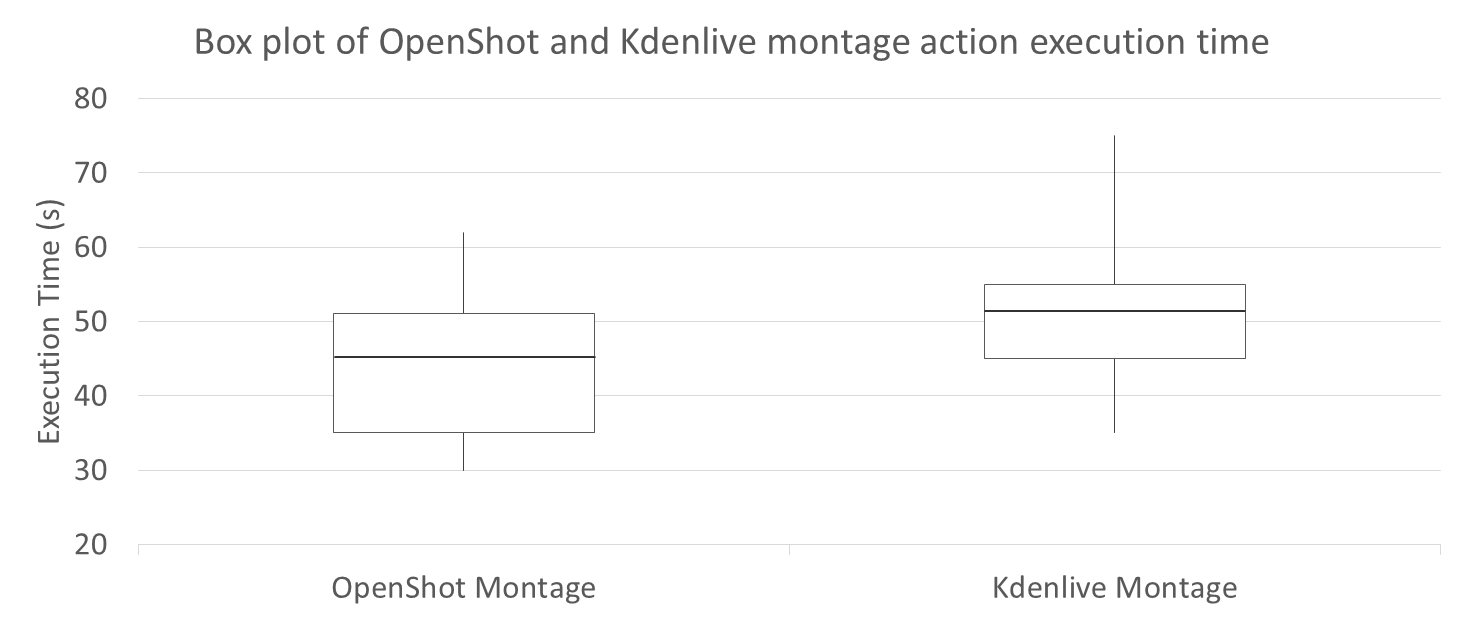 Box plot of OpenShot and Kdenlive montage action execution time
Execution Time (s)
80
70
60
50
40
30
20
OpenShot Montage
Kdenlive Montage